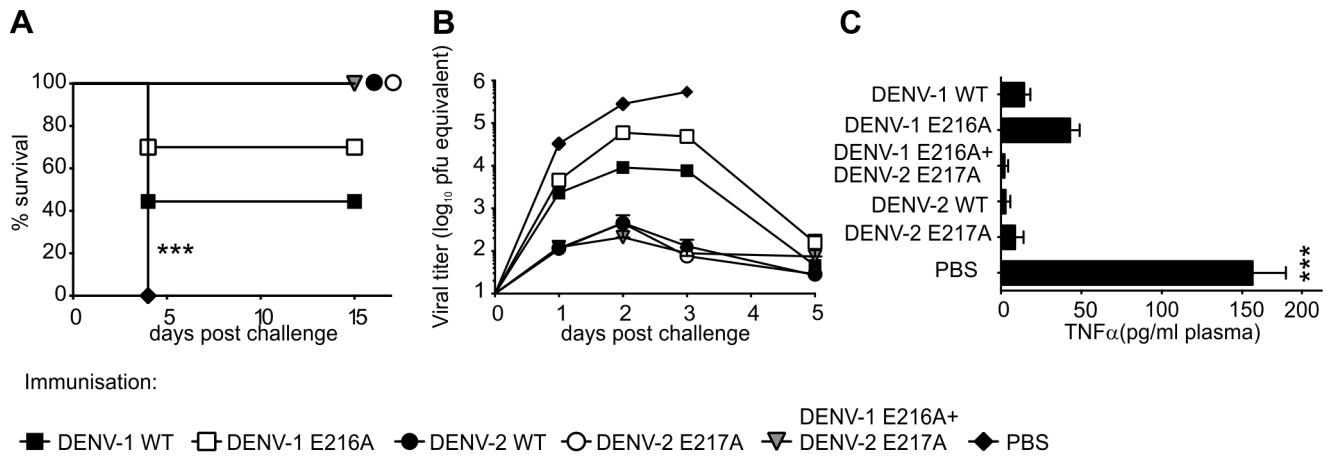 A
% survival
100
80
60
40
20
0
***
0
5
10
15
days post challenge
B
Viral titer (log₁₀ pfu equivalent)
6
5
4
3
2
1
0
1
2
3
4
5
days post challenge
C
DENV-1 WT
DENV-1 E216A
DENV-1 E216A+
DENV-2 E217A
DENV-2 WT
DENV-2 E217A
PBS
***
0
50
100
150
200
TNFα(pg/ml plasma)
Immunisation:
DENV-1 WT
DENV-1 E216A
DENV-2 WT
DENV-2 E217A
DENV-1 E216A+
DENV-2 E217A
PBS